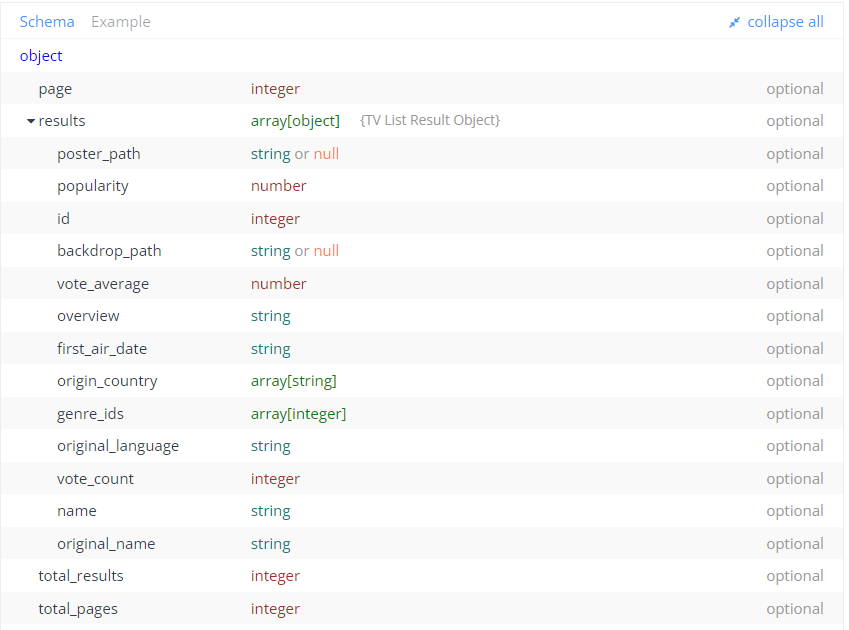 Schema Example collapse all
object
page integer optional
results array[object] {TV List Result Object} optional
poster_path string or null optional
popularity number optional
id integer optional
backdrop_path string or null optional
vote_average number optional
overview string optional
first_air_date string optional
origin_country array[string] optional
genre_ids array[integer] optional
original_language string optional
vote_count integer optional
name string optional
original_name string optional
total_results integer optional
total_pages integer optional